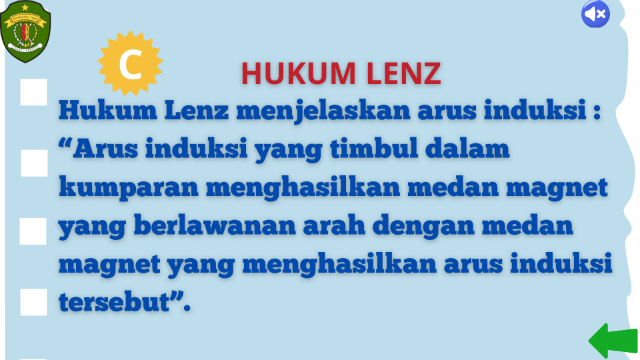 C
HUKUM LENZ
Hukum Lenz menjelaskan arus induksi :
“Arus induksi yang timbul dalam
kumparan menghasilkan medan magnet
yang berlawanan arah dengan medan
magnet yang menghasilkan arus induksi
tersebut”.